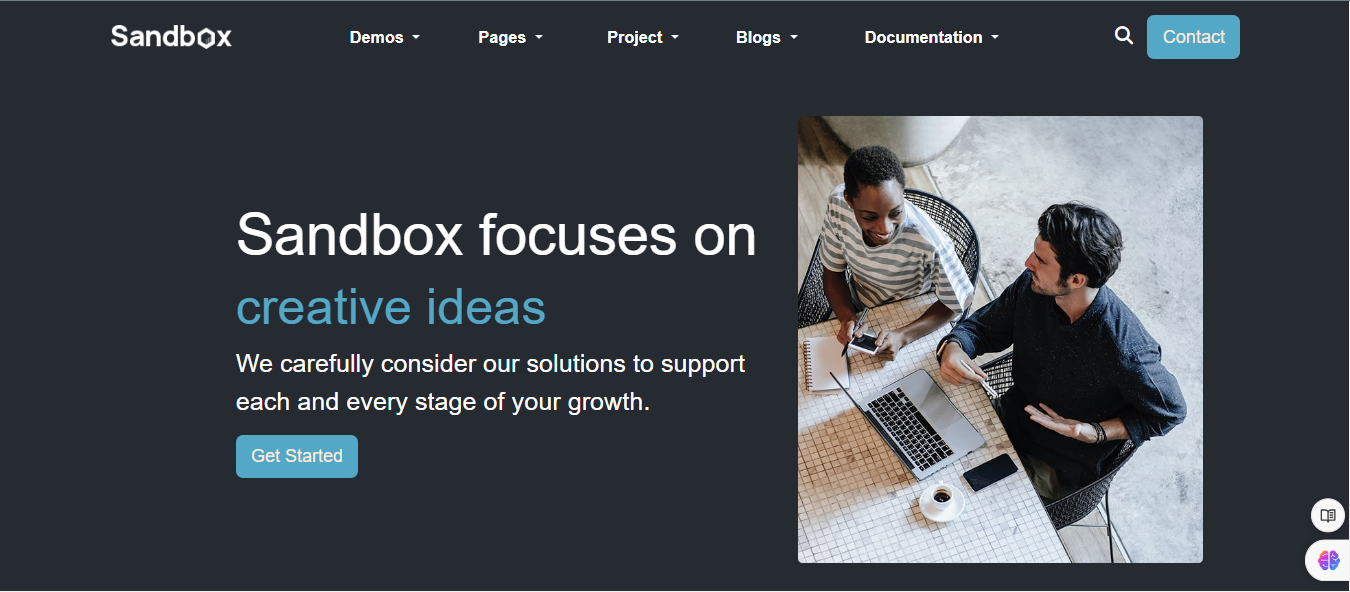 Sandbox
Demos
Pages
Project
Blogs
Documentation
Contact
Sandbox focuses on
creative ideas
We carefully consider our solutions to support
each and every stage of your growth.
Get Started